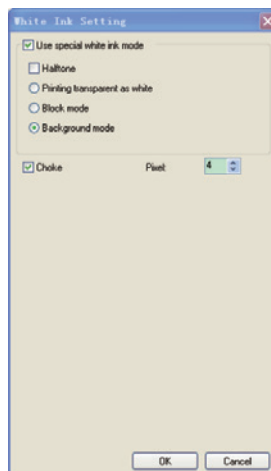 White Ink Setting
Use special white ink mode
Halftone
Printing transparent as white
Block mode
Background mode
Choke Pixel: 4
OK Cancel